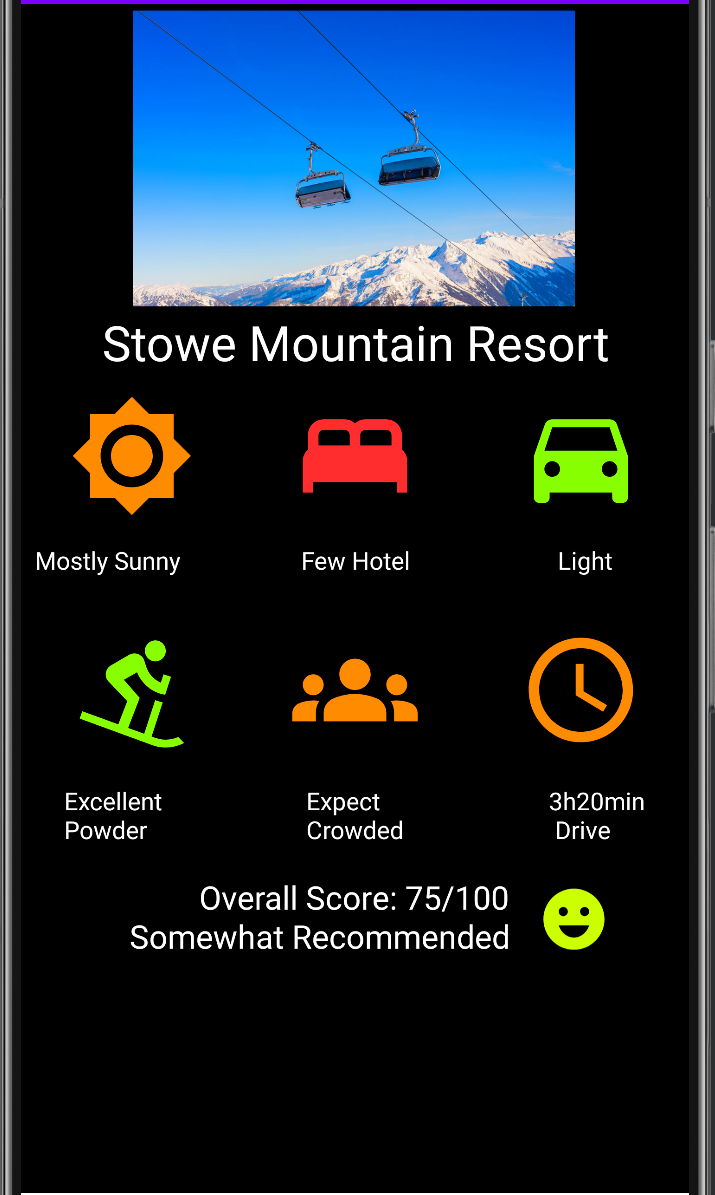 Stowe Mountain Resort
Mostly Sunny
Few Hotel
Light
Excellent
Powder
Expect
Crowded
3h20min
Drive
Overall Score: 75/100
Somewhat Recommended